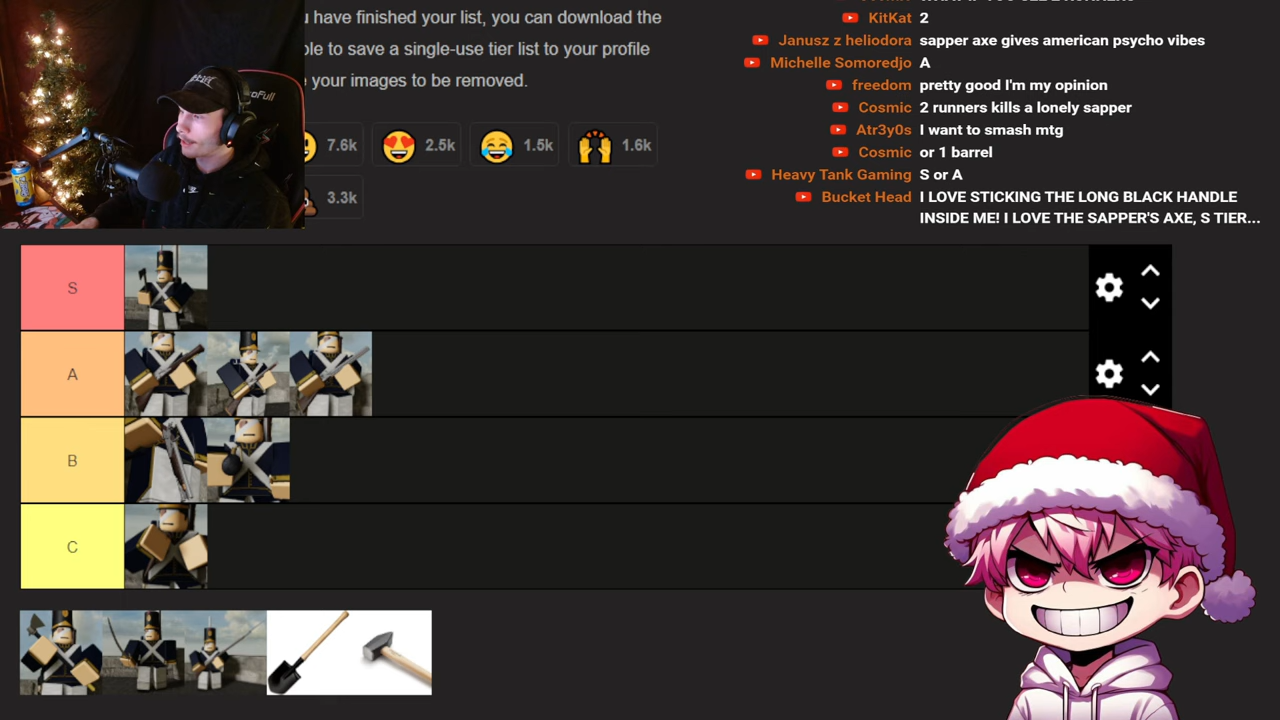 u have finished your list, you can download the
ole to save a single-use tier list to your profile
e your images to be removed.
7.6k
2.5k
1.5k
1.6k
3.3k
KitKat 2
Janusz z heliodora sapper axe gives american psycho vibes
Michelle Somoredjo A
freedom pretty good I'm my opinion
Cosmic 2 runners kills a lonely sapper
Atr3y0s I want to smash mtg
Cosmic or 1 barrel
Heavy Tank Gaming S or A
Bucket Head I LOVE STICKING THE LONG BLACK HANDLE
INSIDE ME! I LOVE THE SAPPER'S AXE, S TIER...
S
A
B
C